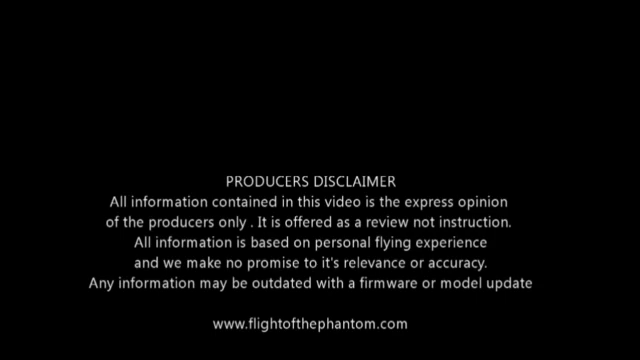 PRODUCERS DISCLAIMER
All information contained in this video is the express opinion
of the producers only . It is offered as a review not instruction.
All information is based on personal flying experience
and we make no promise to it's relevance or accuracy.
Any information may be outdated with a firmware or model update
www.flightofthephantom.com